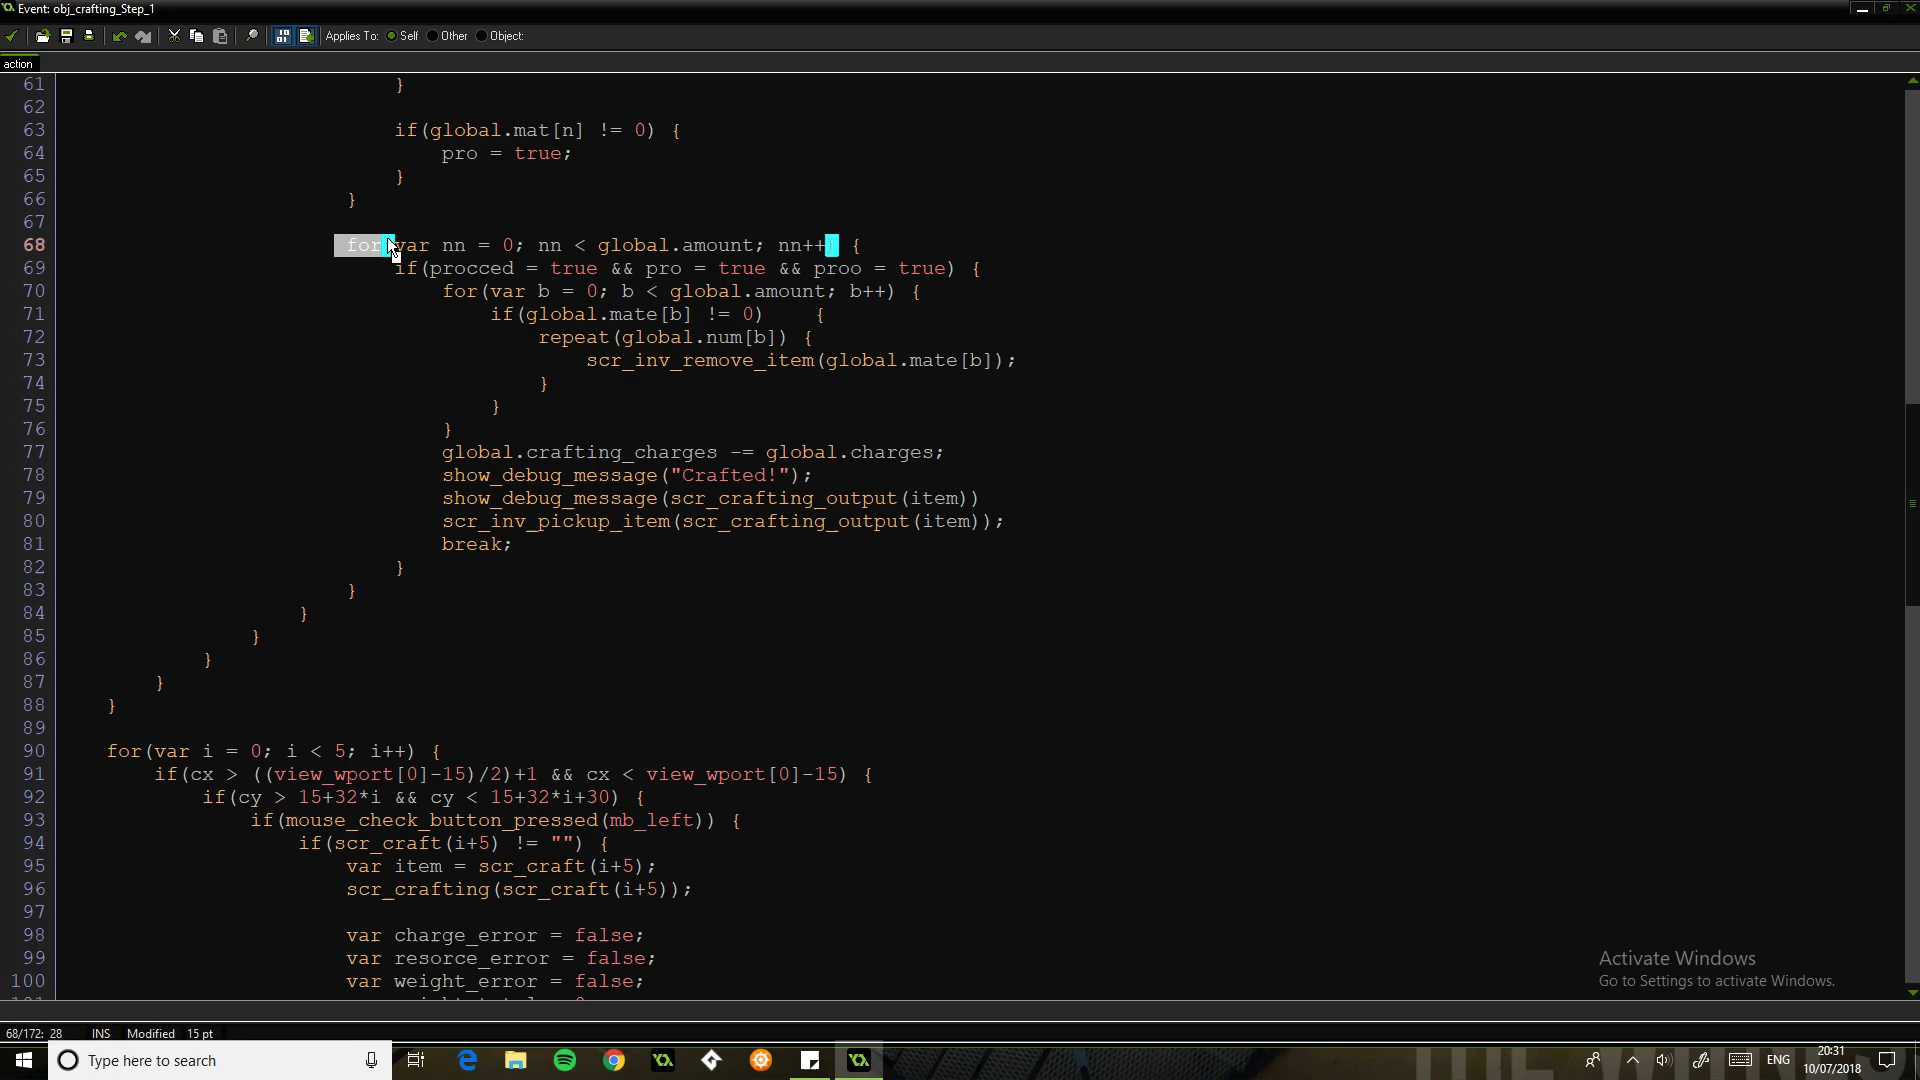 Event: obj_crafting_Step_1
Applies To: Self Other Object:
action
61 }
62
63 if(global.mat[n] != 0) {
64 pro = true;
65 }
66 }
67
68 for(var nn = 0; nn < global.amount; nn++) {
69 if(procced = true && pro = true && proo = true) {
70 for(var b = 0; b < global.amount; b++) {
71 if(global.mate[b] != 0) {
72 repeat(global.num[b]) {
73 scr_inv_remove_item(global.mate[b]);
74 }
75 }
76 }
77 global.crafting_charges -= global.charges;
78 show_debug_message("Crafted!");
79 show_debug_message(scr_crafting_output(item))
80 scr_inv_pickup_item(scr_crafting_output(item));
81 break;
82 }
83 }
84 }
85 }
86 }
87 }
88 }
89
90 for(var i = 0; i < 5; i++) {
91 if(cx > ((view_wport[0]-15)/2)+1 && cx < view_wport[0]-15) {
92 if(cy > 15+32*i && cy < 15+32*i+30) {
93 if(mouse_check_button_pressed(mb_left)) {
94 if(scr_craft(i+5) != "") {
95 var item = scr_craft(i+5);
96 scr_crafting(scr_craft(i+5));
97
98 var charge_error = false;
99 var resorce_error = false;
100 var weight_error = false;
Activate Windows
Go to Settings to activate Windows.
68/172: 28 INS Modified 15 pt
Type here to search
ENG
20:31
10/07/2018